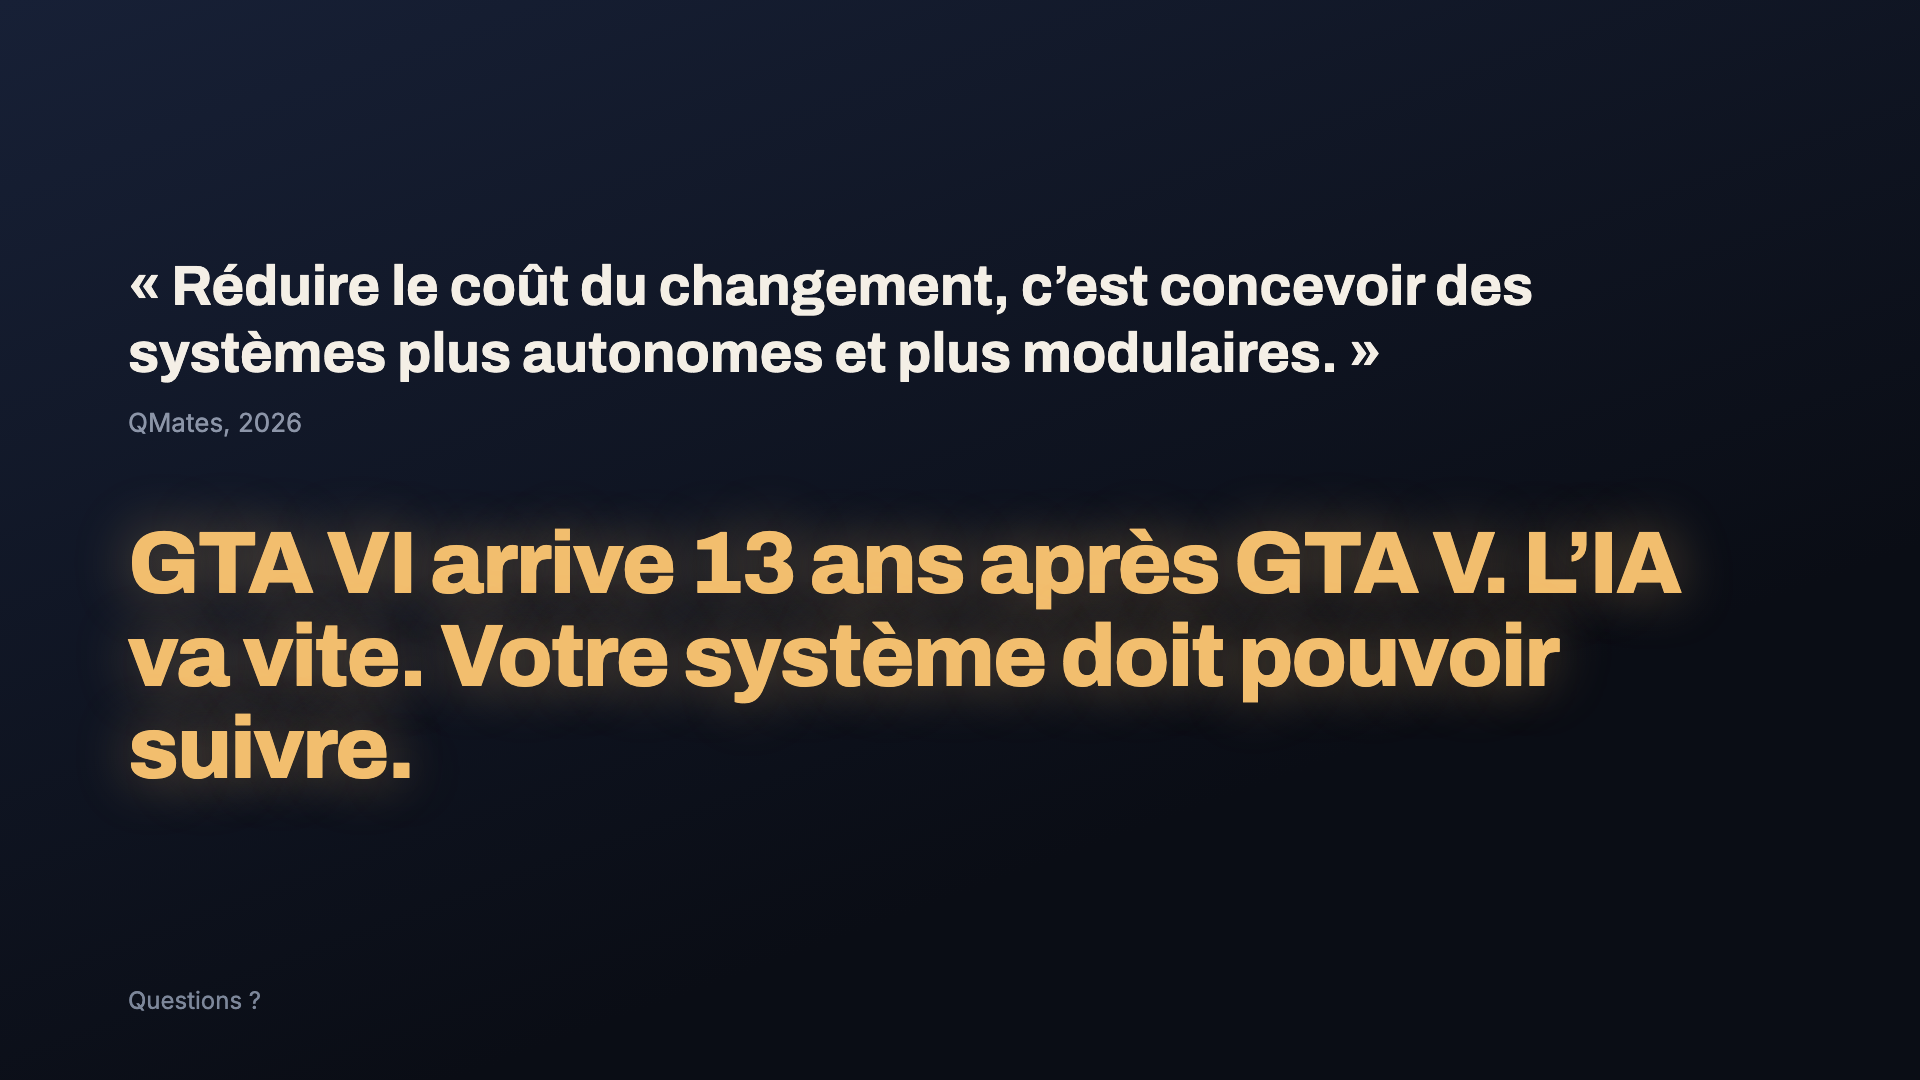 « Réduire le coût du changement, c’est concevoir des
systèmes plus autonomes et plus modulaires. »
QMates, 2026
GTA VI arrive 13 ans après GTA V. L’IA
va vite. Votre système doit pouvoir
suivre.
Questions ?